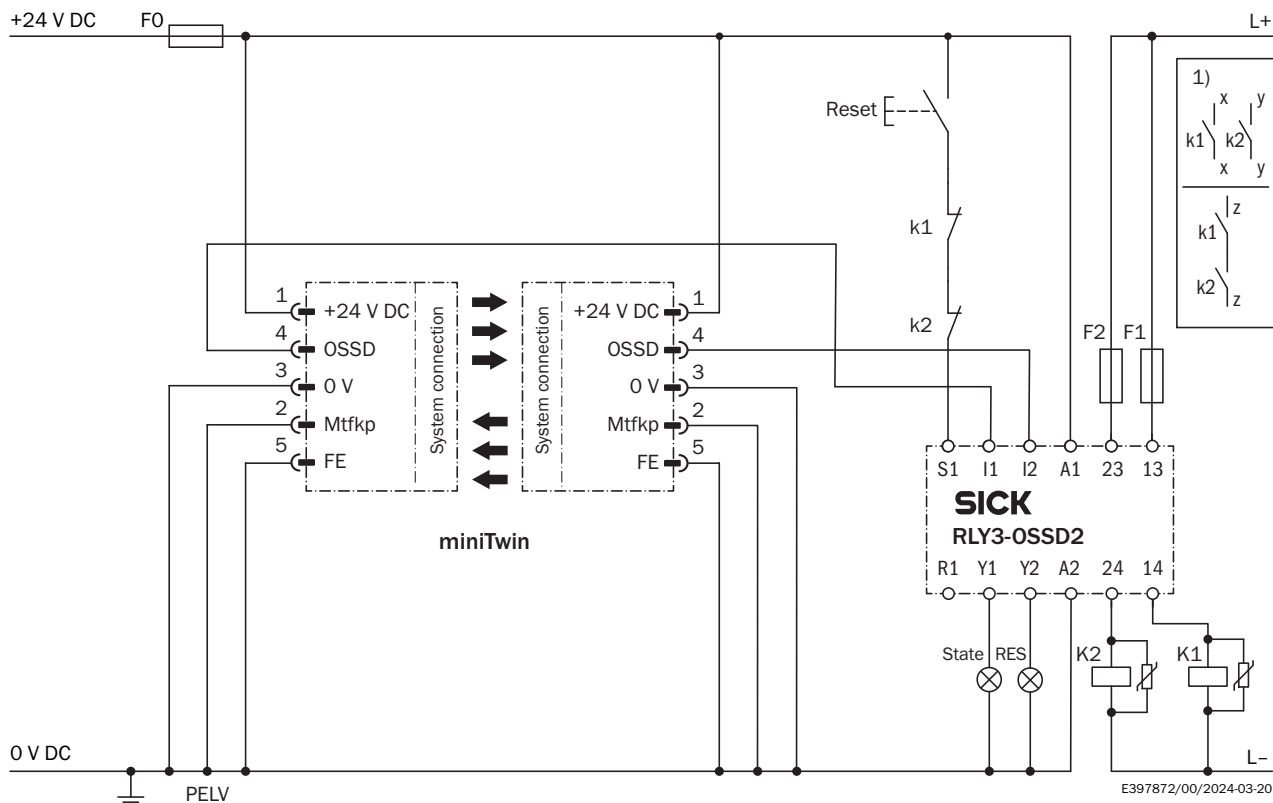 +24 V DC
F0
L+
1)
x
y
k1
k2
x
y
z
k1
k2
z
Reset
k1
k2
F2
F1
1
+24 V DC
4
OSSD
3
0 V
2
Mtfkp
5
FE
System connection
System connection
+24 V DC
1
OSSD
4
0 V
3
Mtfkp
2
FE
5
miniTwin
S1
I1
I2
A1
23
13
SICK
RLY3-OSSD2
R1
Y1
Y2
A2
24
14
State
RES
K2
K1
0 V DC
PELV
L–
E397872/00/2024-03-20